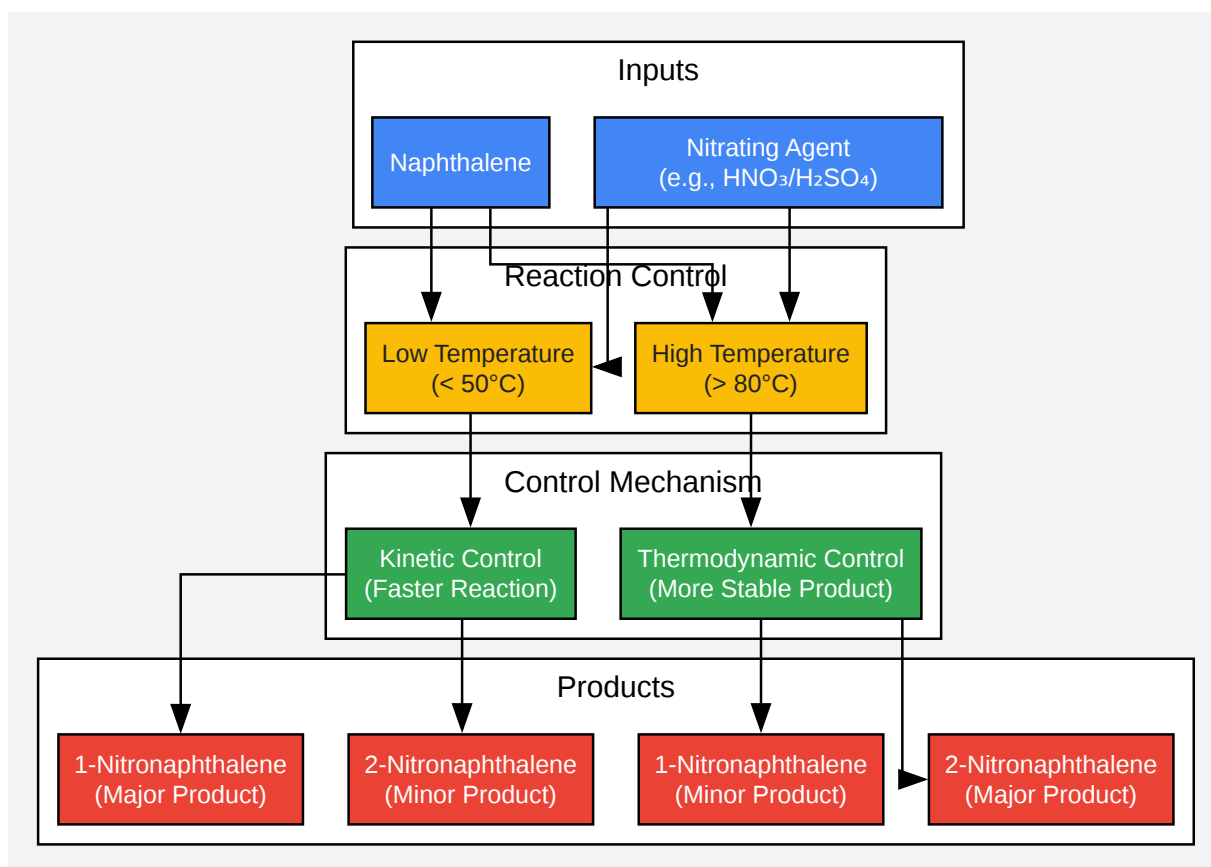 Inputs
Naphthalene
Nitrating Agent
(e.g., HNO₃/H₂SO₄)
Reaction Control
Low Temperature
(< 50°C)
High Temperature
(> 80°C)
Control Mechanism
Kinetic Control
(Faster Reaction)
Thermodynamic Control
(More Stable Product)
Products
1-Nitronaphthalene
(Major Product)
2-Nitronaphthalene
(Minor Product)
1-Nitronaphthalene
(Minor Product)
2-Nitronaphthalene
(Major Product)